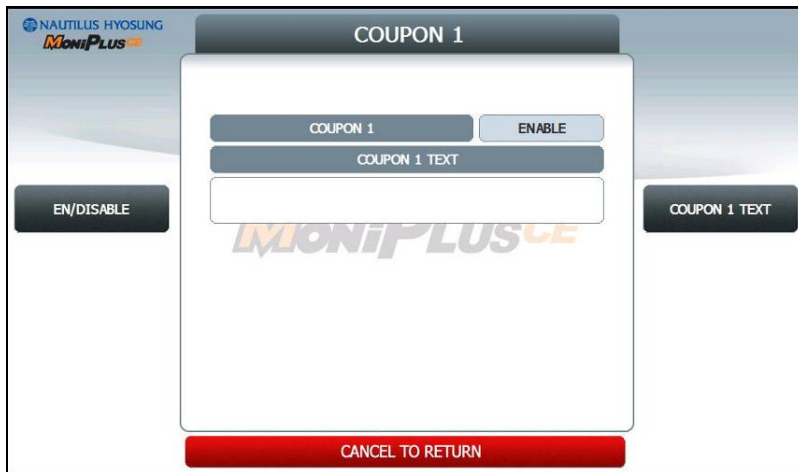 NAUTILUS HYOSUNG
MoniPlus CE
COUPON 1
COUPON 1 ENABLE
COUPON 1 TEXT
EN/DISABLE
COUPON 1 TEXT
MoniPlus CE
CANCEL TO RETURN